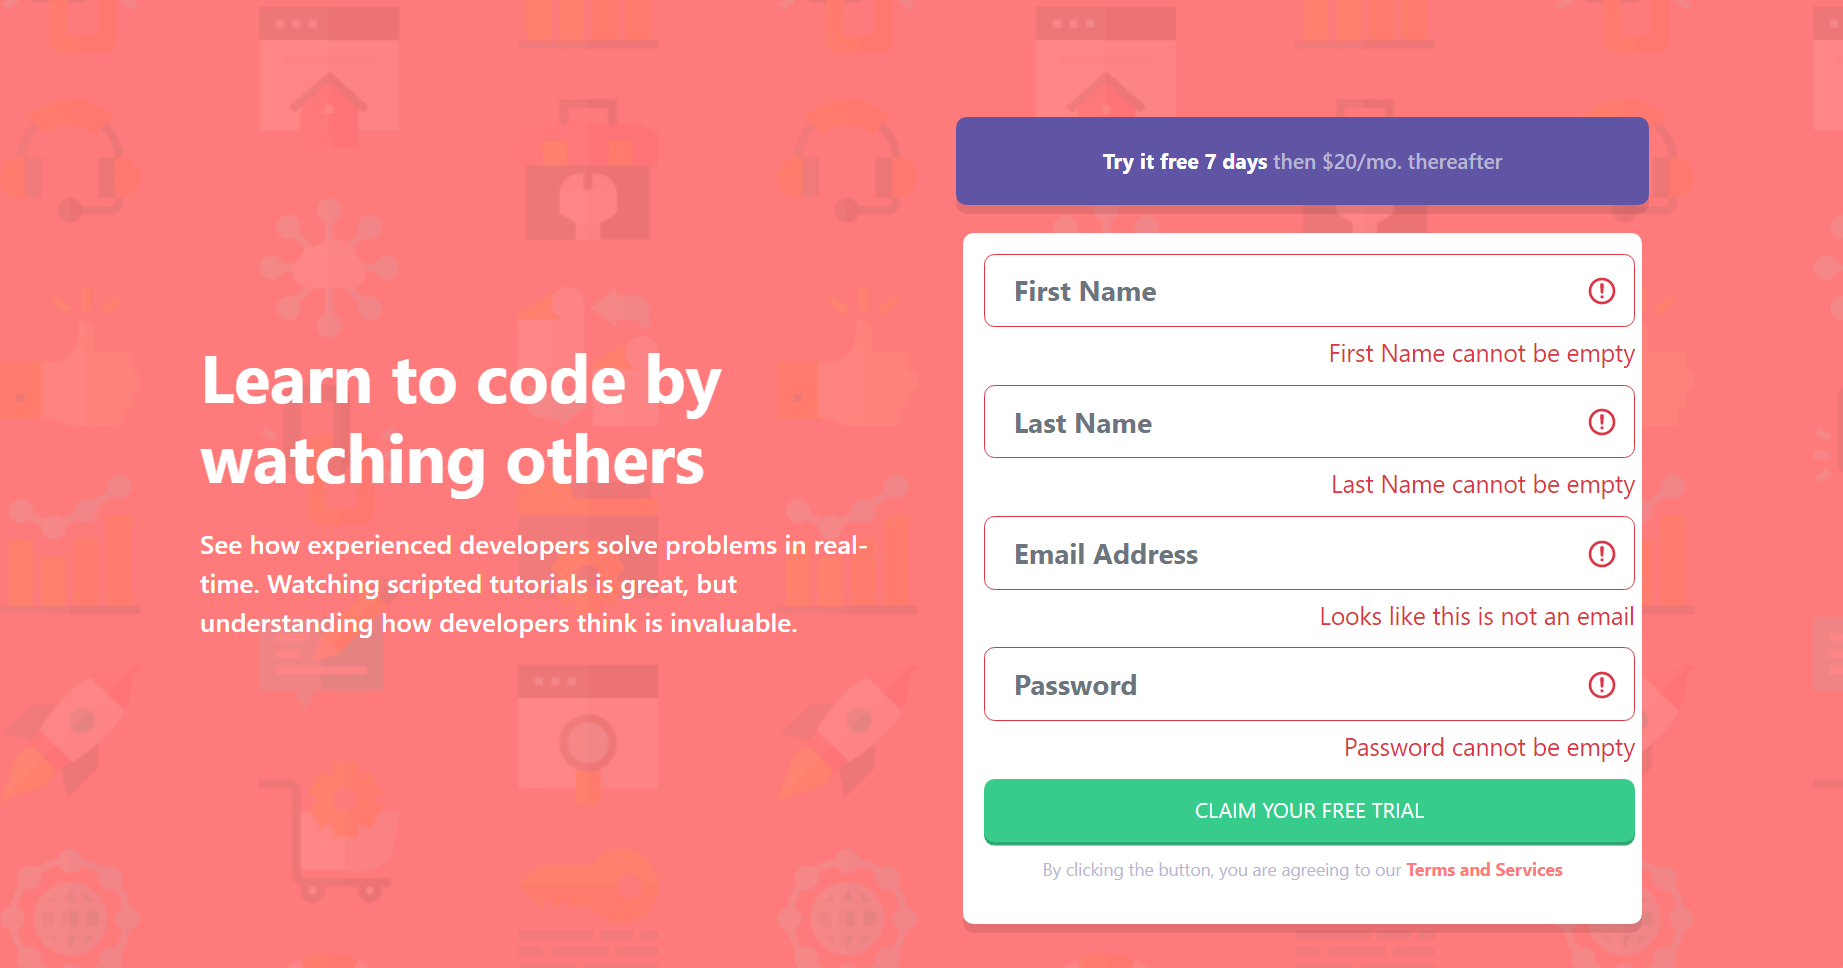 Learn to code by
watching others
See how experienced developers solve problems in real-
time. Watching scripted tutorials is great, but
understanding how developers think is invaluable.
Try it free 7 days then $20/mo. thereafter
First Name
First Name cannot be empty
Last Name
Last Name cannot be empty
Email Address
Looks like this is not an email
Password
Password cannot be empty
CLAIM YOUR FREE TRIAL
By clicking the button, you are agreeing to our Terms and Services